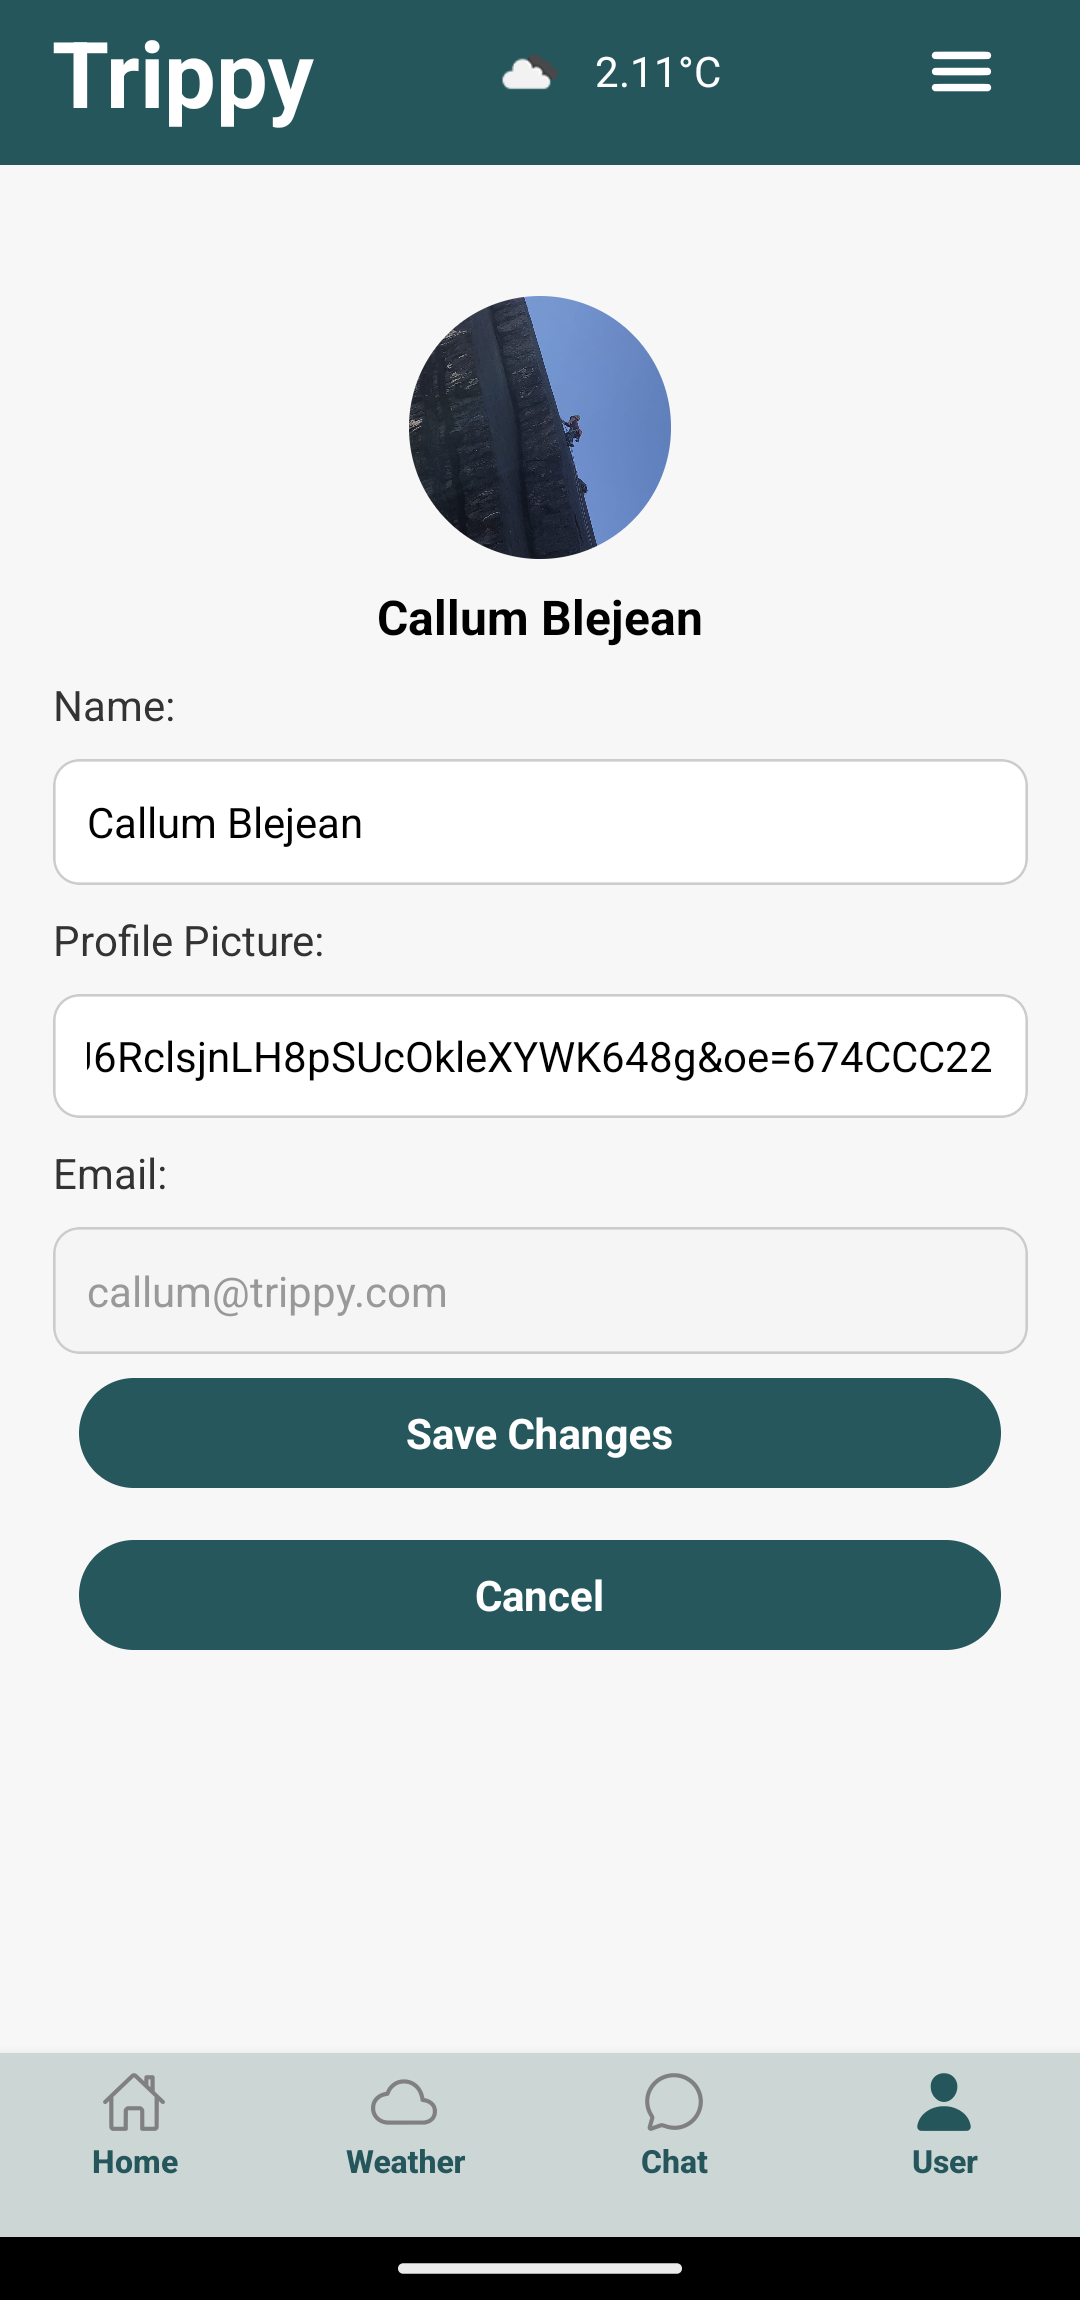 Trippy
2.11°C
Callum Blejean
Name:
Callum Blejean
Profile Picture:
J6RclsjnLH8pSUcOkleXYWK648g&oe=674CCC22
Email:
callum@trippy.com
Save Changes
Cancel
Home
Weather
Chat
User